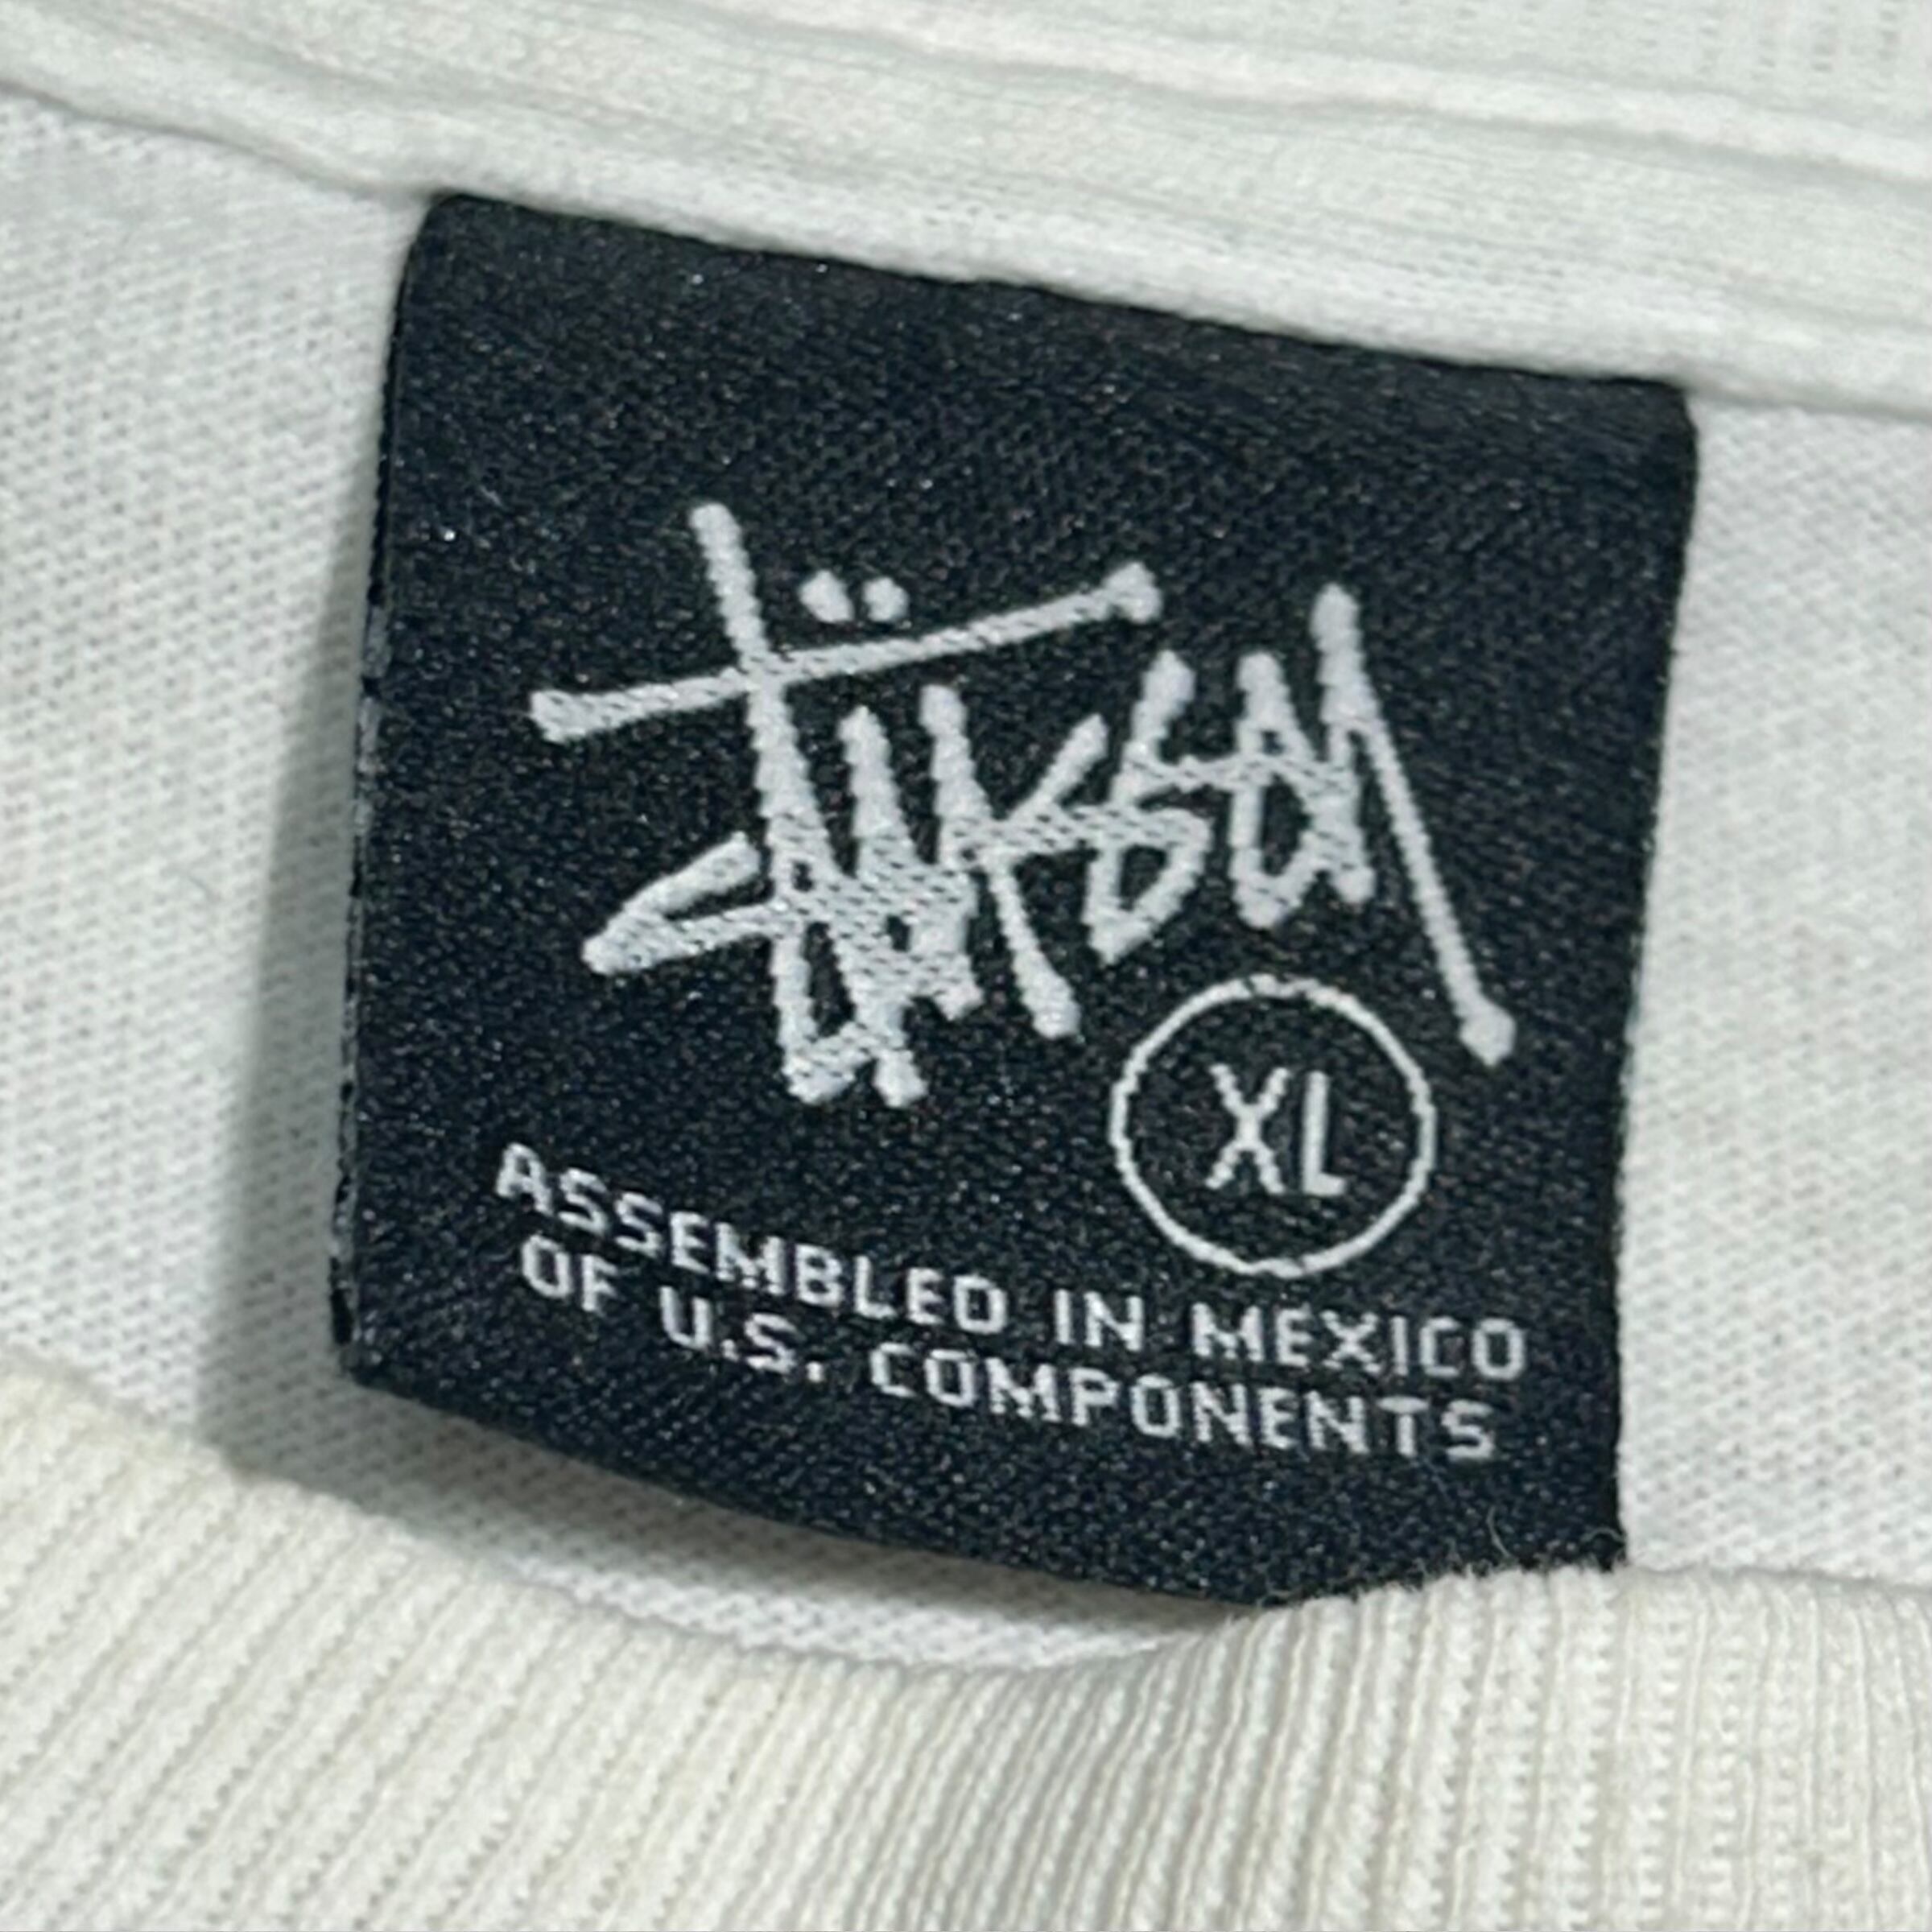 Stüssy
XL
ASSEMBLED IN MEXICO
OF U.S. COMPONENTS